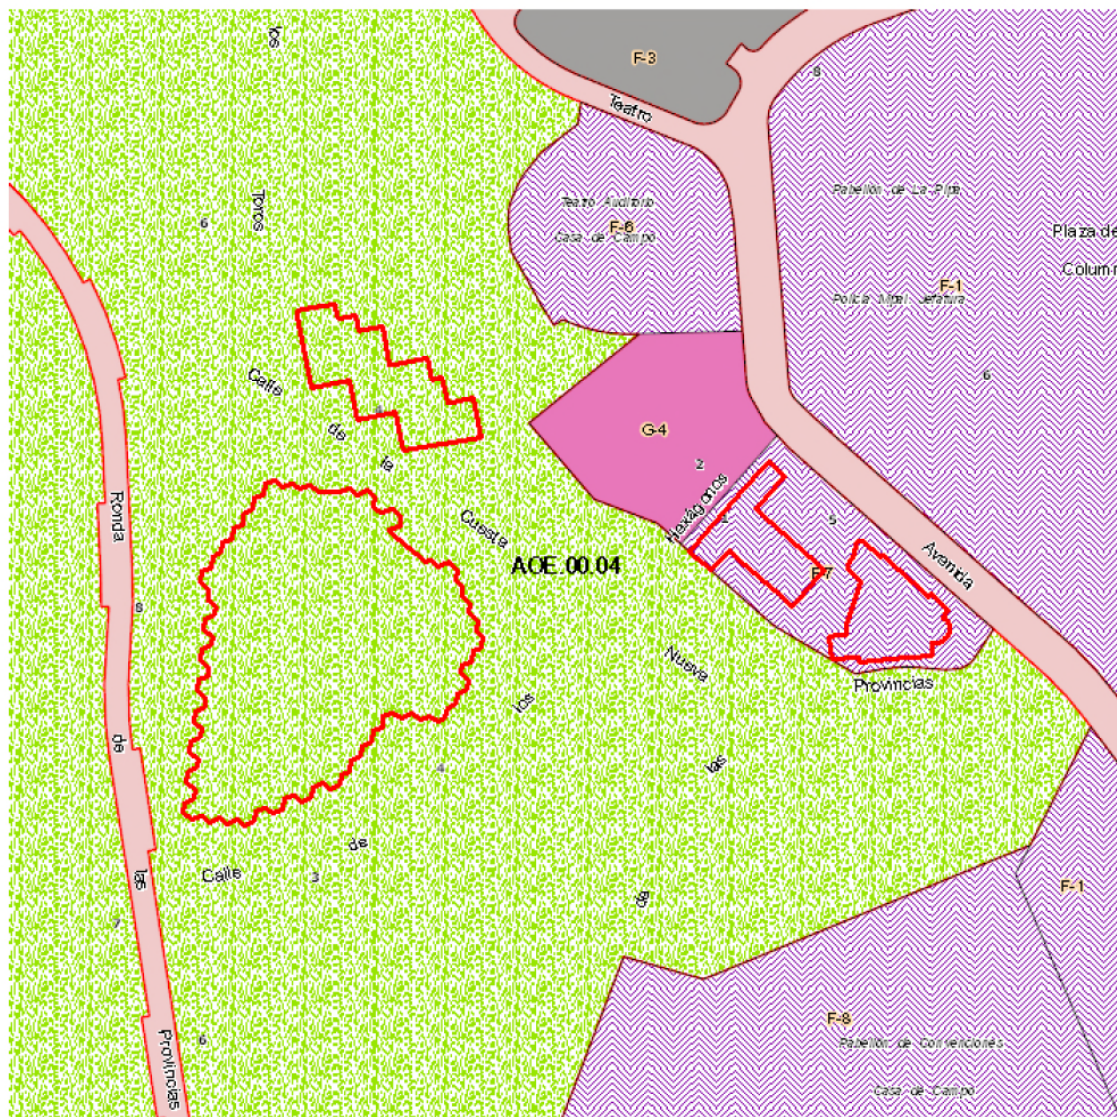 los
F-3
8
Teatro
Toros
6
Teatro Auditorio
F-6
Casa de Campo
Pabellón de La Pipa
Plaza de
Column
F-1
Policía Mpal. Jefatura
6
Calle
de
la
G-4
2
Hexágonos
5
Ronda
Cuesta
AOE.00.04
Avenida
F-7
8
Nueva
Provincias
los
las
de
4
de
Calle
3
las
de
F-1
7
F-8
Pabellón de Convenciones
6
Provincias
Casa de Campo